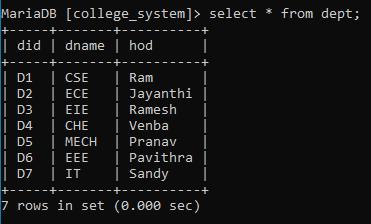 MariaDB [college_system]> select * from dept;
+-----+-------+----------+
| did | dname | hod      |
+-----+-------+----------+
| D1  | CSE   | Ram      |
| D2  | ECE   | Jayanthi |
| D3  | EIE   | Ramesh   |
| D4  | CHE   | Venba    |
| D5  | MECH  | Pranav   |
| D6  | EEE   | Pavithra |
| D7  | IT    | Sandy    |
+-----+-------+----------+
7 rows in set (0.000 sec)